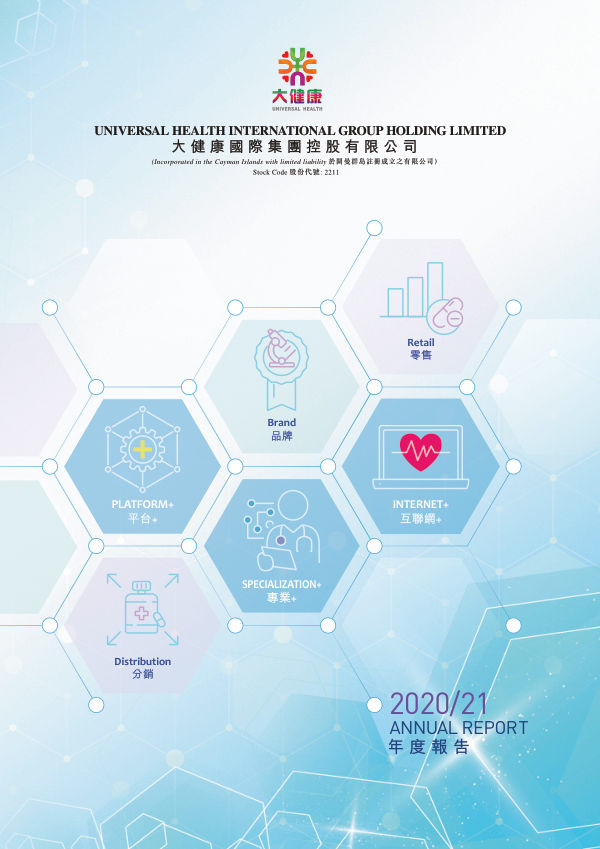 大健康
UNIVERSAL HEALTH
UNIVERSAL HEALTH INTERNATIONAL GROUP HOLDING LIMITED
大健康國際集團控股有限公司
(Incorporated in the Cayman Islands with limited liability 於開曼群島註冊成立之有限公司)
Stock Code 股份代號: 2211
Retail
零售
Brand
品牌
PLATFORM+
平台+
INTERNET+
互聯網+
SPECIALIZATION+
專業+
Distribution
分銷
2020/21
ANNUAL REPORT
年度報告